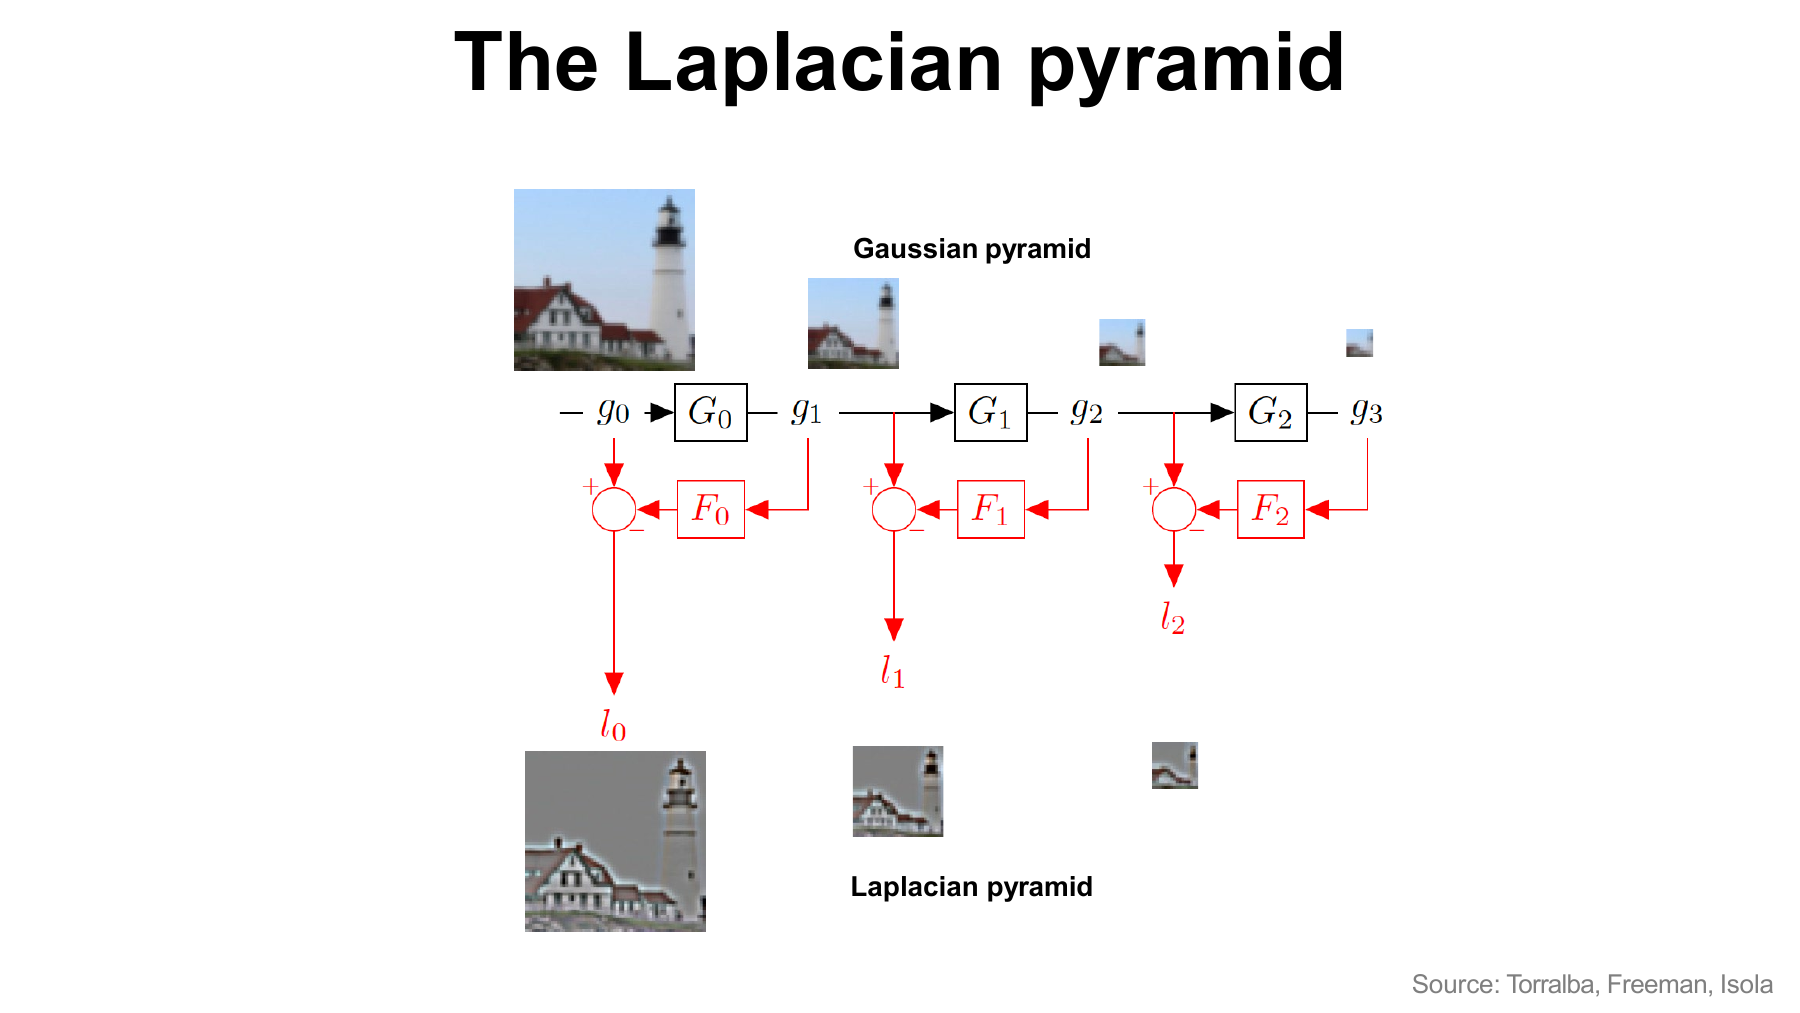 The Laplacian pyramid
Gaussian pyramid
g0 G0 g1 G1 g2 G2 g3
+ F0 − + F1 − + F2 −
l2
l1
l0
Laplacian pyramid
Source: Torralba, Freeman, Isola